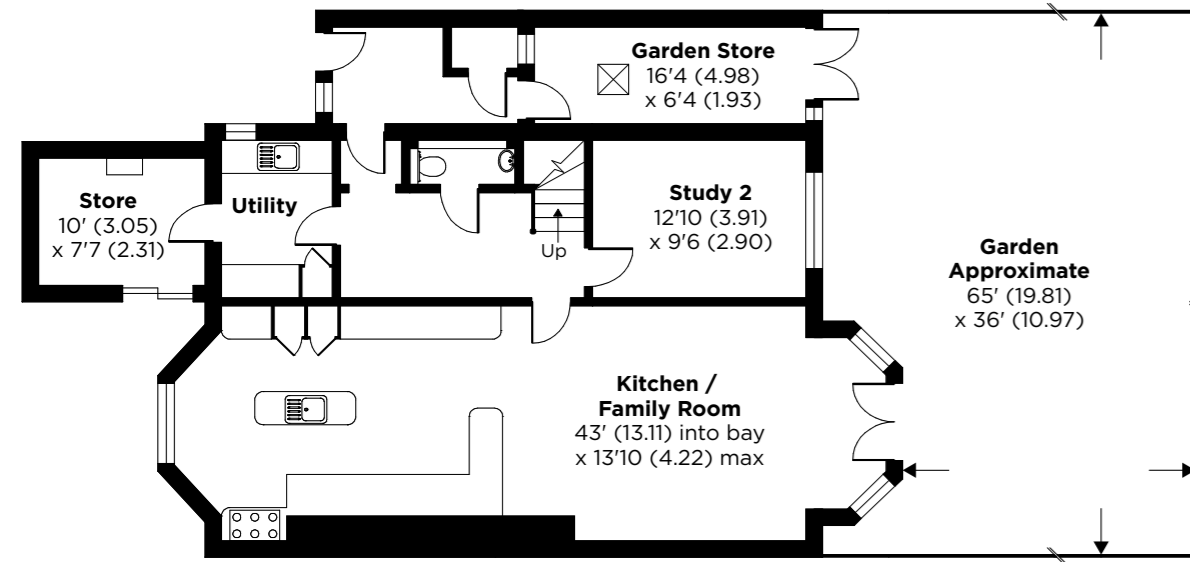 Garden Store
16'4 (4.98)
x 6'4 (1.93)
Store
10' (3.05)
x 7'7 (2.31)
Utility
Up
Study 2
12'10 (3.91)
x 9'6 (2.90)
Garden
Approximate
65' (19.81)
x 36' (10.97)
Kitchen /
Family Room
43' (13.11) into bay
x 13'10 (4.22) max